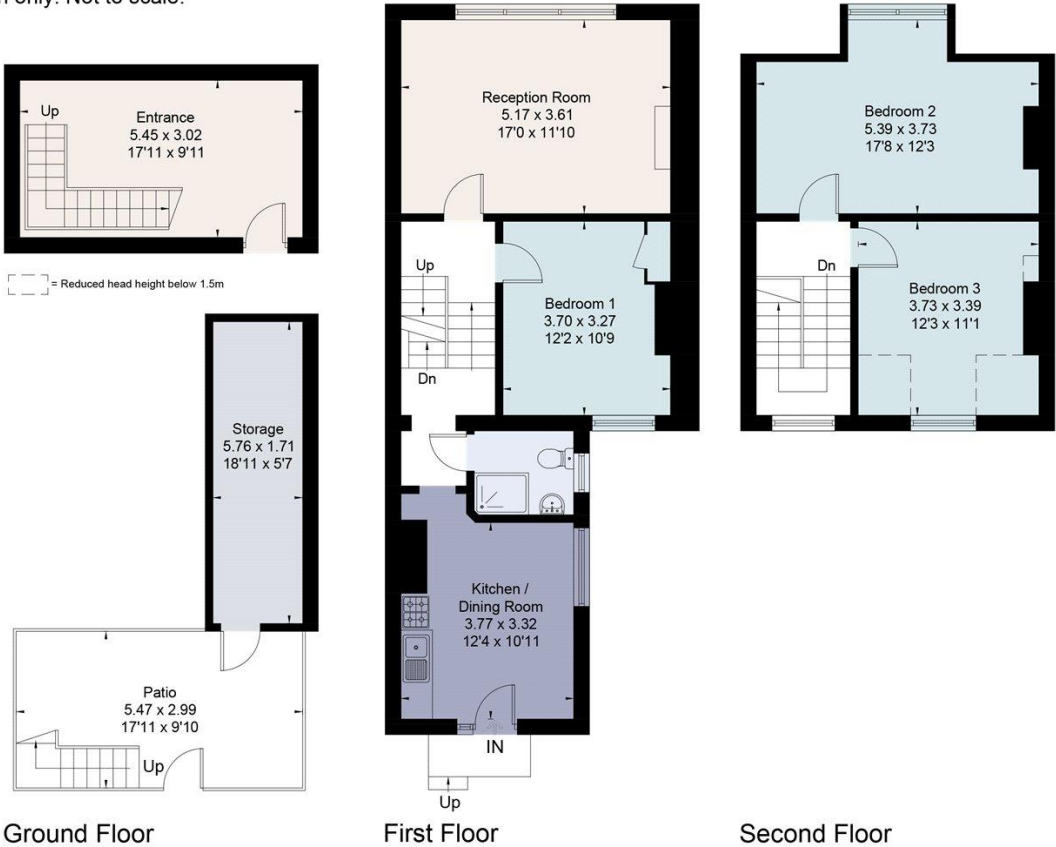 n only. Not to scale.
Up
Entrance
5.45 x 3.02
17'11 x 9'11
= Reduced head height below 1.5m
Storage
5.76 x 1.71
18'11 x 5'7
Patio
5.47 x 2.99
17'11 x 9'10
Up
Ground Floor
Reception Room
5.17 x 3.61
17'0 x 11'10
Up
Dn
Bedroom 1
3.70 x 3.27
12'2 x 10'9
Kitchen /
Dining Room
3.77 x 3.32
12'4 x 10'11
IN
Up
First Floor
Bedroom 2
5.39 x 3.73
17'8 x 12'3
Dn
Bedroom 3
3.73 x 3.39
12'3 x 11'1
Second Floor